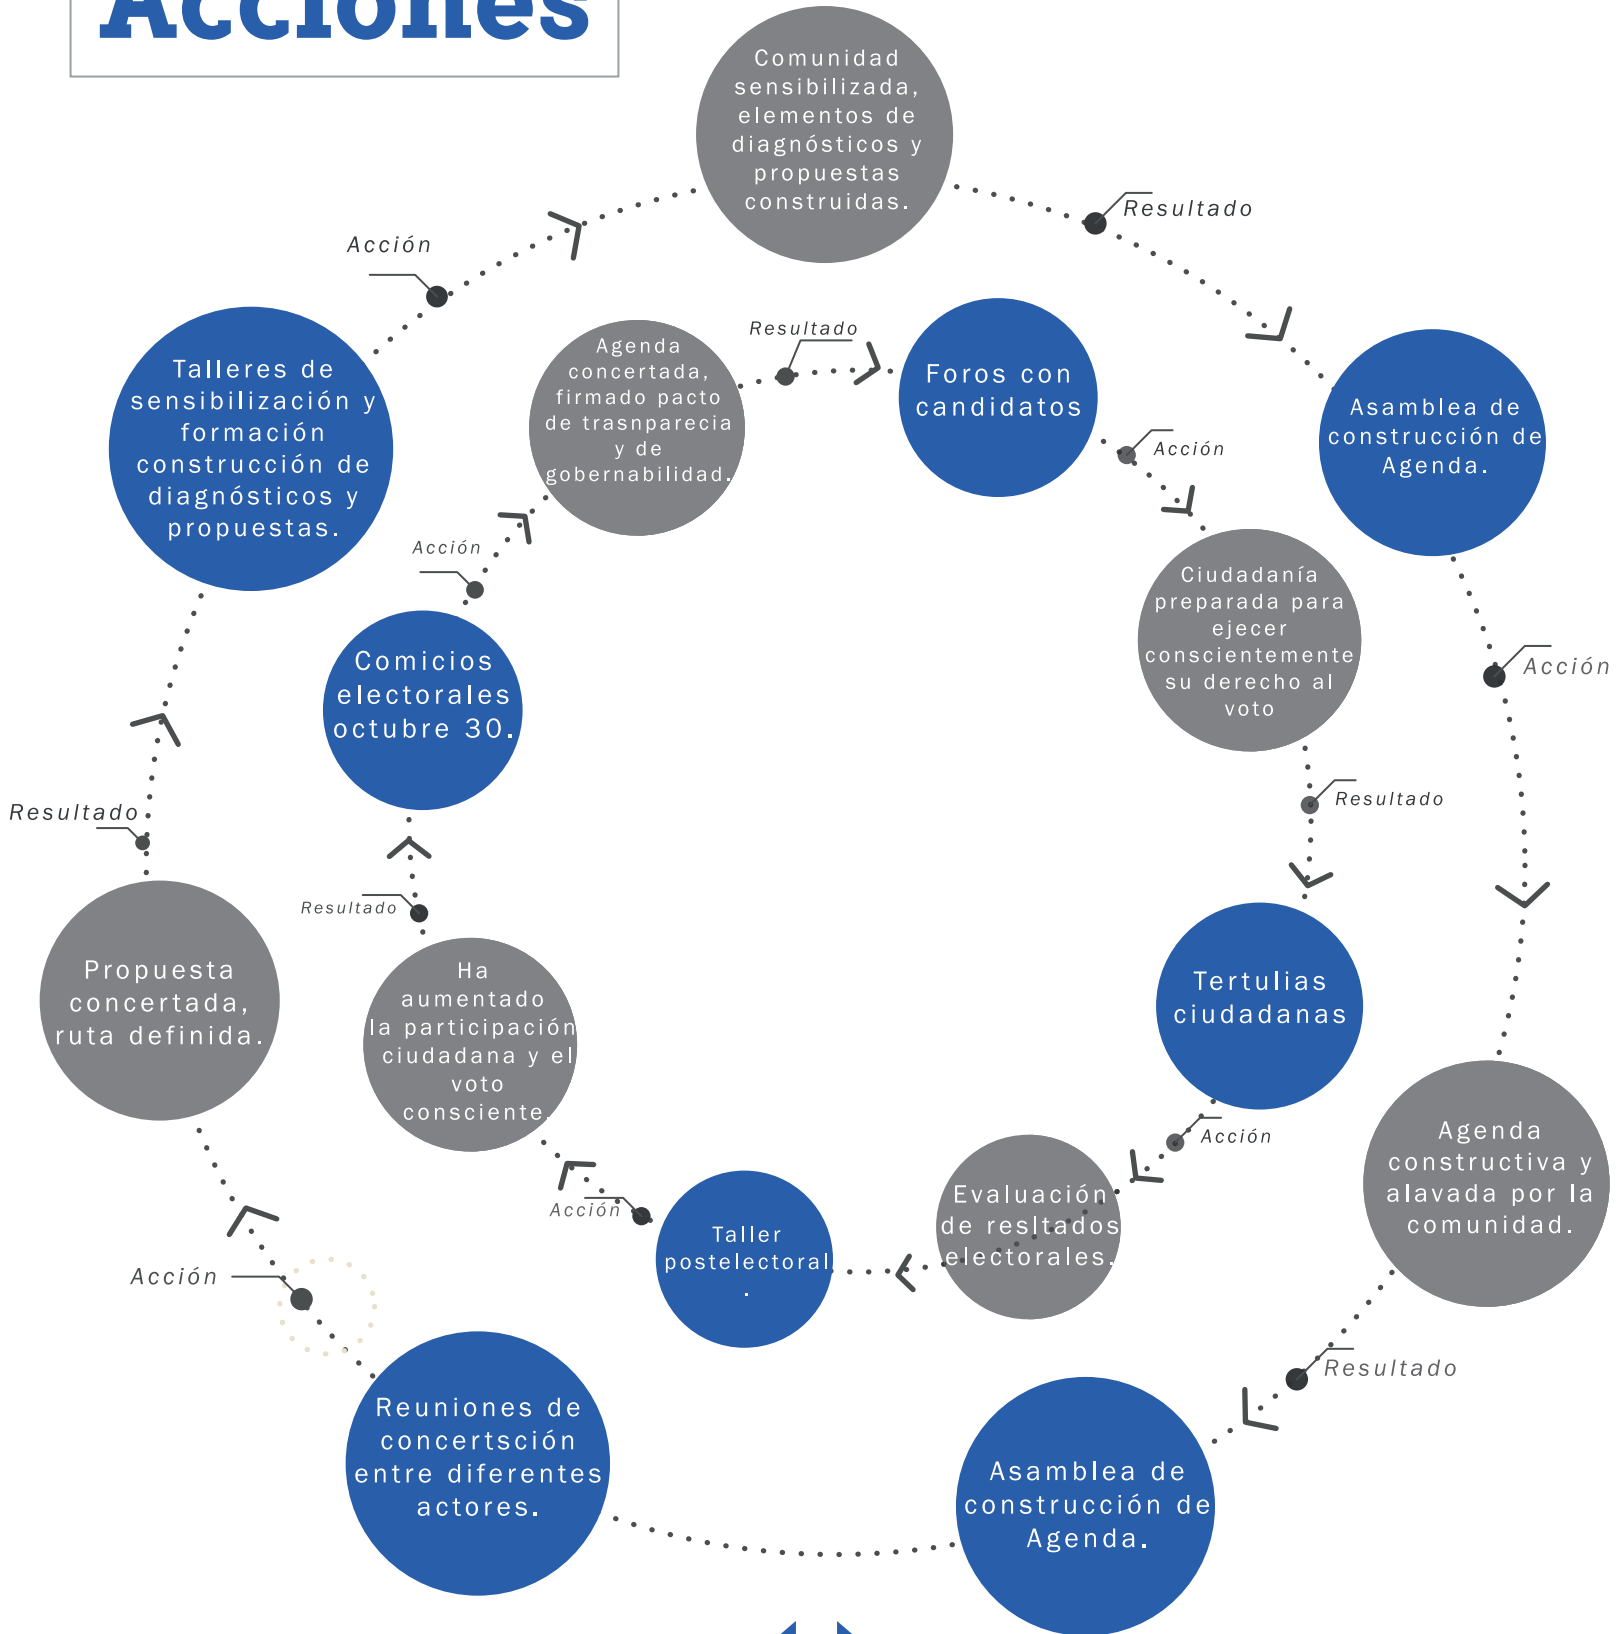 Acciones
Comunidad
sensibilizada,
elementos de
diagnósticos y
propuestas
construidas.
Resultado
Acción
Talleres de
sensibilización y
formación
construcción de
diagnósticos y
propuestas.
Agenda
concertada,
firmado pacto
de trasnparecia
y de
gobernabilidad.
Resultado
Foros con
candidatos
Asamblea de
construcción de
Agenda.
Acción
Acción
Ciudadanía
preparada para
ejecer
conscientemente
su derecho al
voto
Comicios
electorales
octubre 30.
Acción
Resultado
Resultado
Resultado
Propuesta
concertada,
ruta definida.
Ha
aumentado
la participación
ciudadana y el
voto
consciente.
Tertulias
ciudadanas
Acción
Agenda
constructiva y
alavada por la
comunidad.
Evaluación
de resltados
electorales.
Acción
Taller
postelectoral
.
Acción
Resultado
Reuniones de
concertsción
entre diferentes
actores.
Asamblea de
construcción de
Agenda.